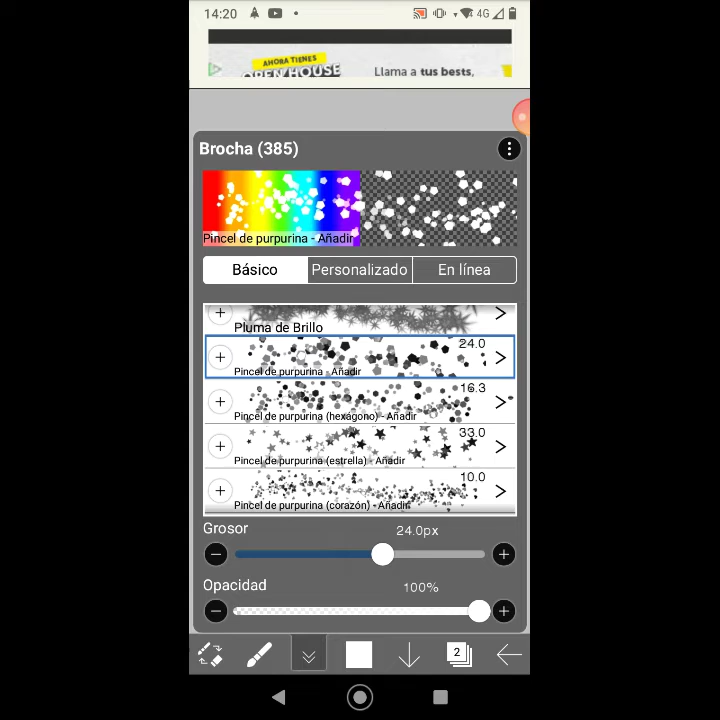 14:20
4G
AHORA TIENES
OPEN HOUSE
Llama a tus bests,
Brocha (385)
Pincel de purpurina - Añadir
Básico
Personalizado
En línea
Pluma de Brillo
24.0
Pincel de purpurina - Añadir
16.3
Pincel de purpurina (hexágono) - Añadir
33.0
Pincel de purpurina (estrella) - Añadir
10.0
Pincel de purpurina (corazón) - Añadir
Grosor
24.0px
Opacidad
100%
2